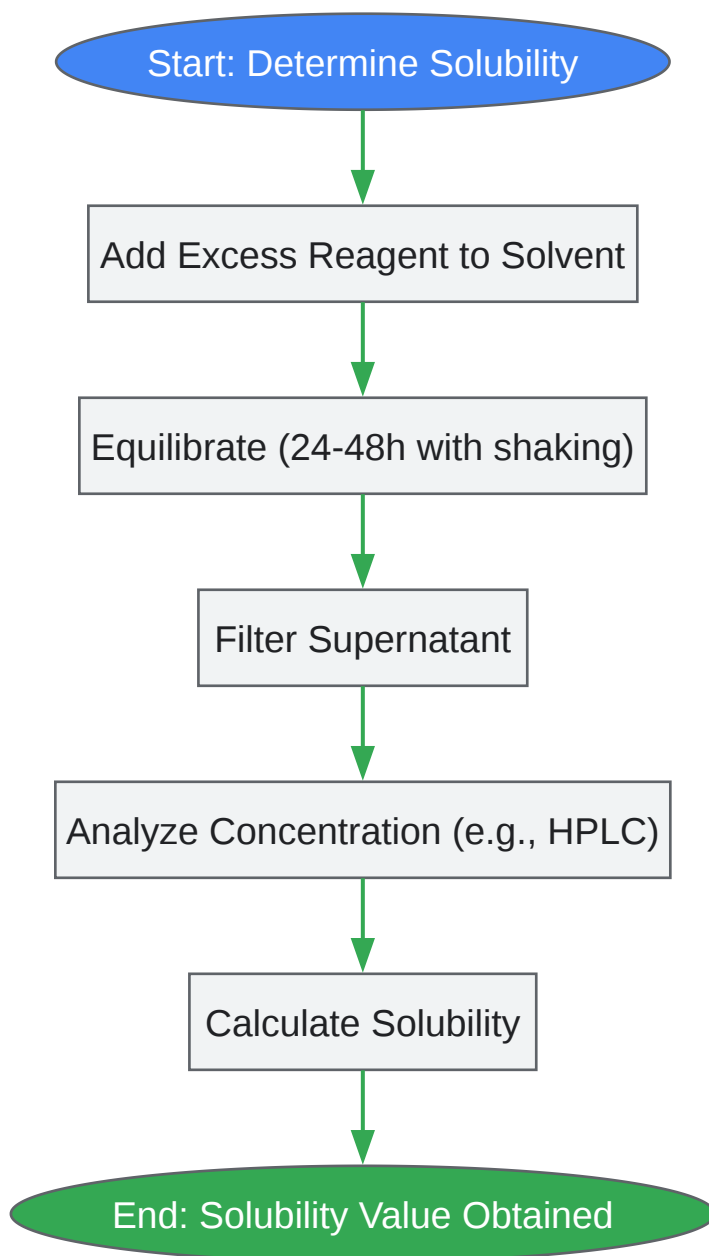 Start: Determine Solubility
Add Excess Reagent to Solvent
Equilibrate (24-48h with shaking)
Filter Supernatant
Analyze Concentration (e.g., HPLC)
Calculate Solubility
End: Solubility Value Obtained